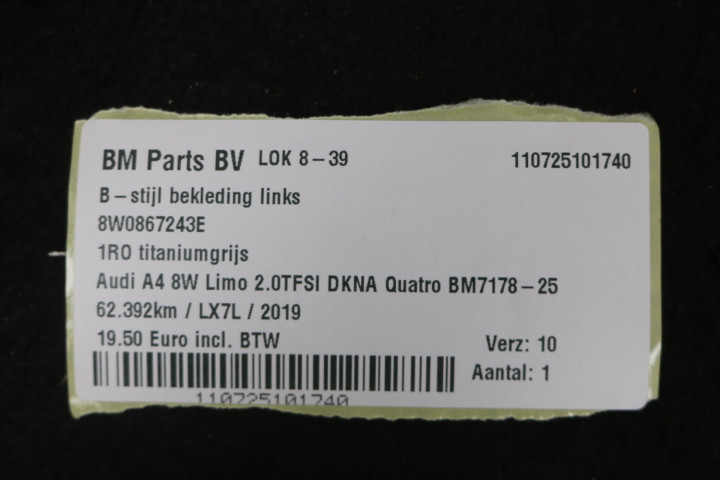 BM Parts BV LOK 8-39 110725101740
B-stijl bekleding links
8W0867243E
1RO titaniumgrijs
Audi A4 8W Limo 2.0TFSI DKNA Quatro BM7178-25
62.392km / LX7L / 2019
19.50 Euro incl. BTW Verz: 10
Aantal: 1
110725101740